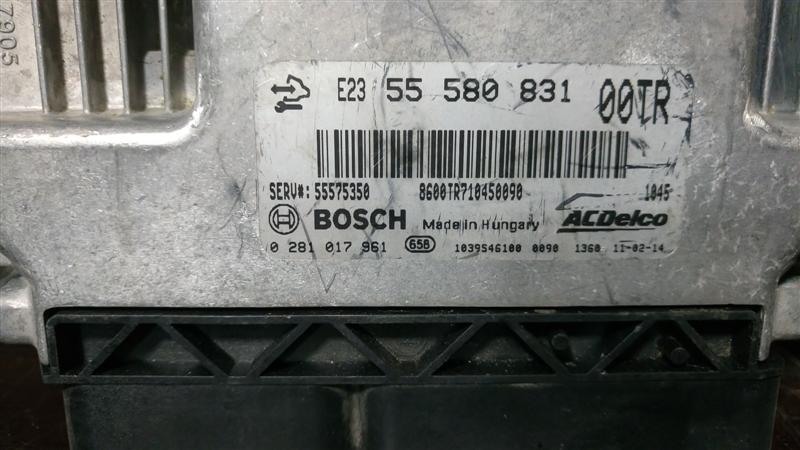 7905
E23 55 580 831 00TR
SERV#: 55575350 8600TR710450090 1045
BOSCH Made in Hungary ACDelco
0 281 017 961 658 1039S46100 0090 1360 11-02-14